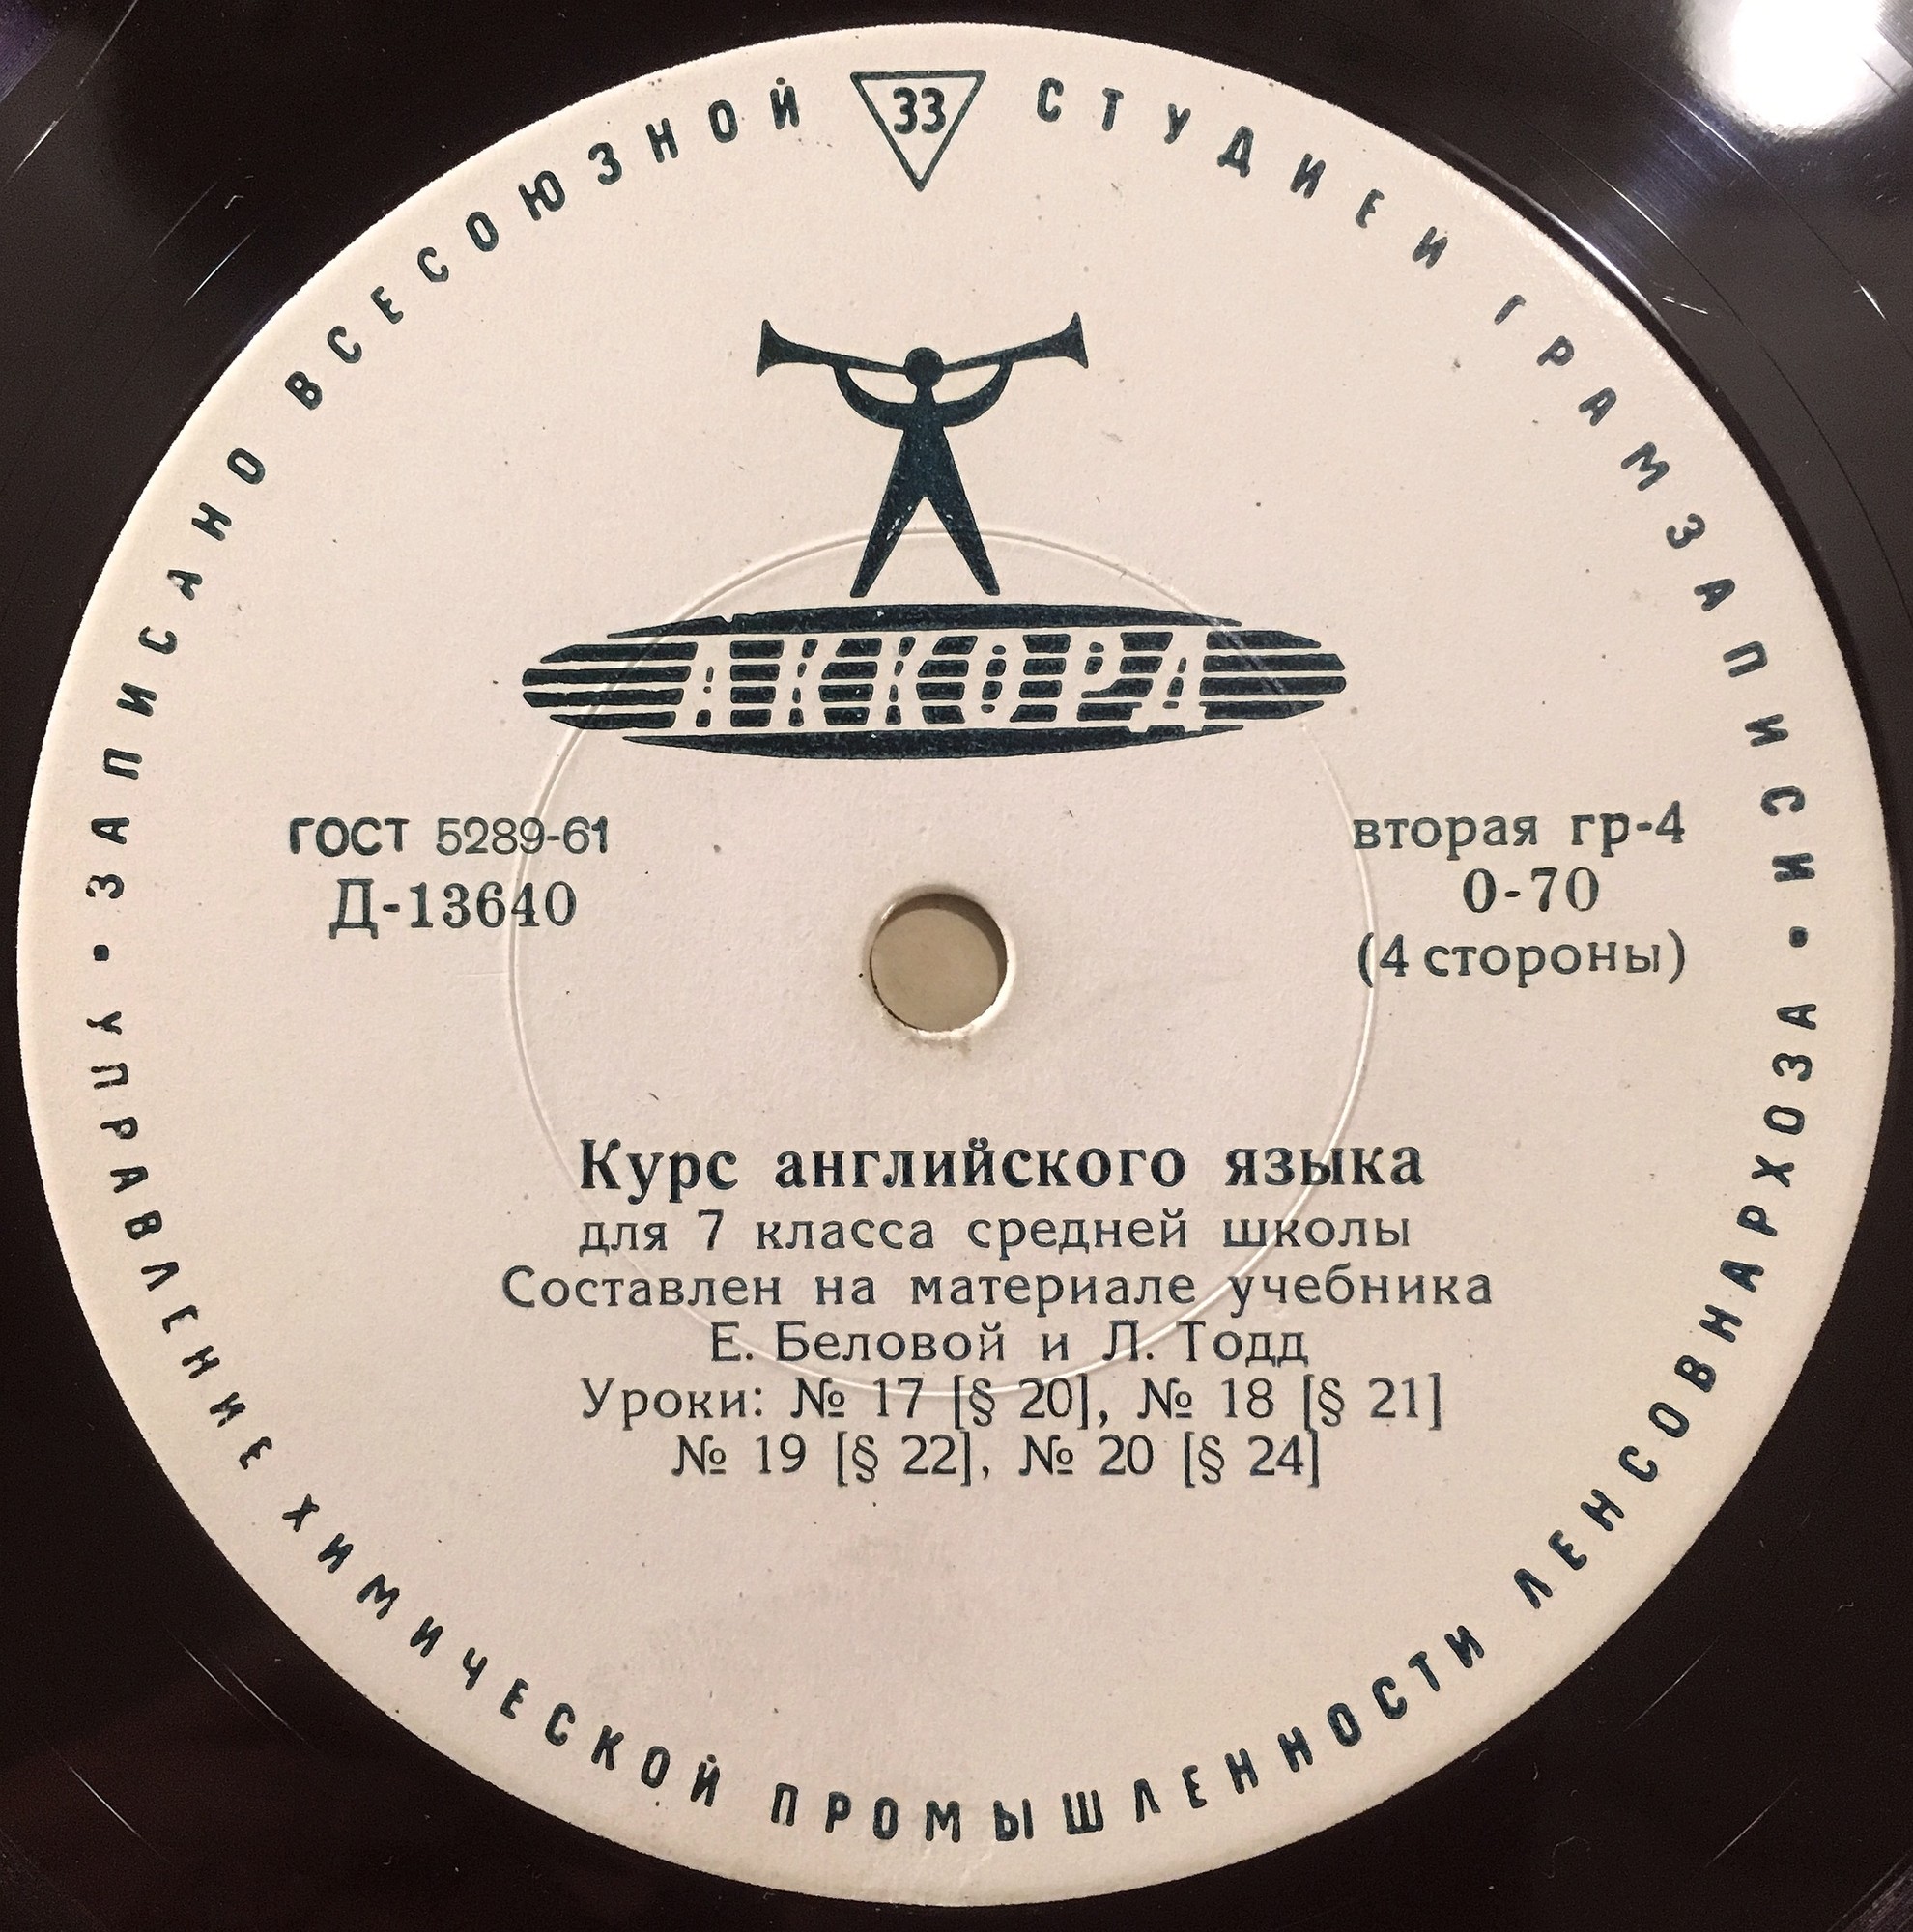 ЗАПИСАНО ВСЕСОЮЗНОЙ СТУДИЕЙ ГРАМЗАПИСИ •
33
АККОРД
ГОСТ 5289-61
Д-13640
вторая гр-4
0-70
(4 стороны)
Курс английского языка
для 7 класса средней школы
Составлен на материале учебника
Е. Беловой и Л. Тодд
Уроки: № 17 [§ 20], № 18 [§ 21]
№ 19 [§ 22], № 20 [§ 24]
УПРАВЛЕНИЕ ХИМИЧЕСКОЙ ПРОМЫШЛЕННОСТИ ЛЕНСОВНАРХОЗА •